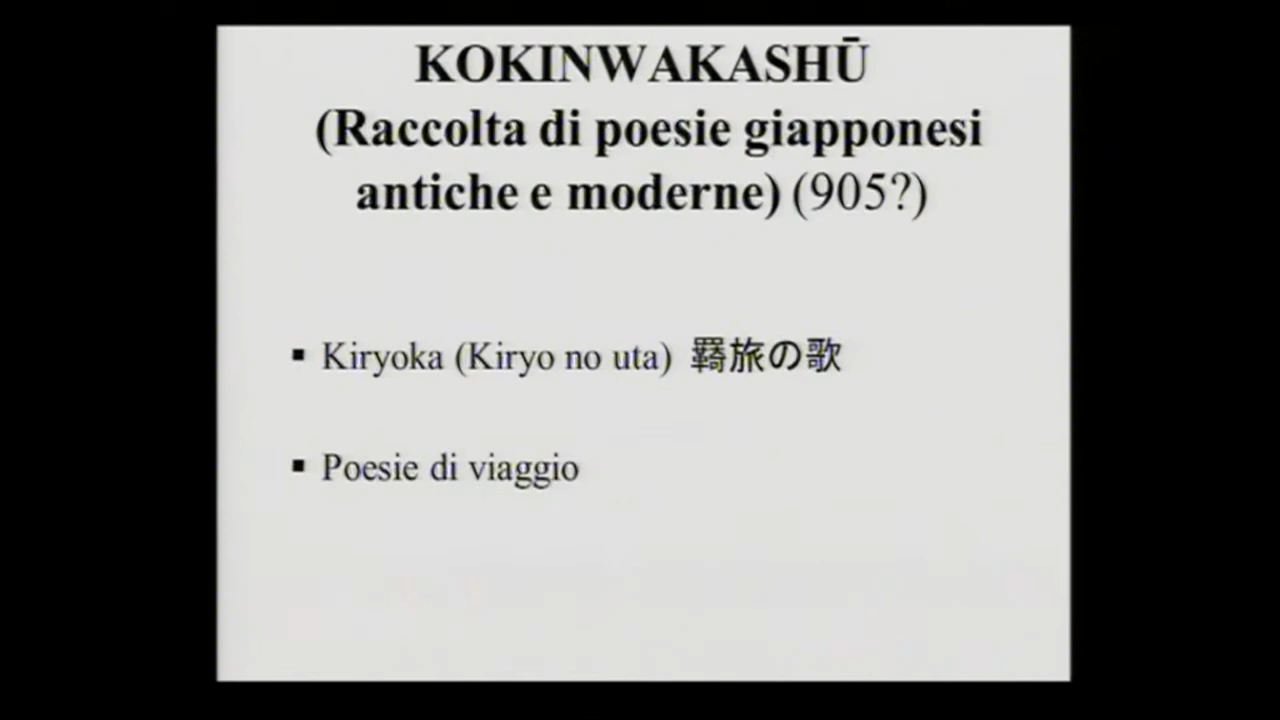 KOKINWAKASHŪ
(Raccolta di poesie giapponesi
antiche e moderne) (905?)
▪ Kiryoka (Kiryo no uta) 羇旅の歌
▪ Poesie di viaggio